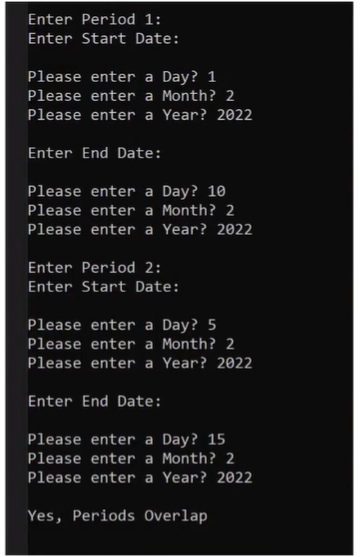 Enter Period 1:
Enter Start Date:
Please enter a Day? 1
Please enter a Month? 2
Please enter a Year? 2022
Enter End Date:
Please enter a Day? 10
Please enter a Month? 2
Please enter a Year? 2022
Enter Period 2:
Enter Start Date:
Please enter a Day? 5
Please enter a Month? 2
Please enter a Year? 2022
Enter End Date:
Please enter a Day? 15
Please enter a Month? 2
Please enter a Year? 2022
Yes, Periods Overlap